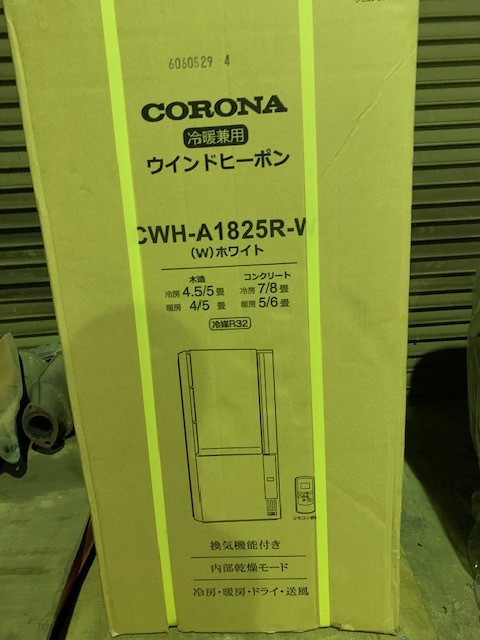 6060529 4
CORONA
冷暖兼用
ウインドヒーポン
CWH-A1825R-W
(W)ホワイト
木造 コンクリート
冷房 4.5/5 畳 冷房 7/8 畳
暖房 4/5 畳 暖房 5/6 畳
冷媒R32
換気機能付き
内部乾燥モード
冷房・暖房・ドライ・送風